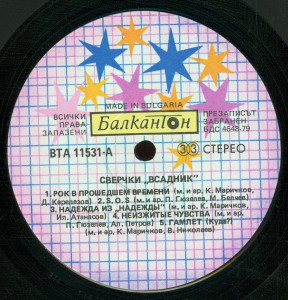 MADE IN BULGARIA
ВСИЧКИ
ПРАВА
ЗАПАЗЕНИ
Балкантон
ПРЕЗАПИСЪТ
ЗАБРАНЕН
БДС 4648-79
ВТА 11531-А
33 СТЕРЕО
СВЕРЧКИ „ВСАДНИК"
1. РОК В ПРОШЕДШЕМ ВРЕМЕНИ (м. и ар. К. Маричков,
Д. Керелезов) 2. S.O.S (м. и ар. П. Гюзелев, М. Белчев)
3. НАДЕЖДА ИЗ „НАДЕЖДЫ" (м. и ар. К. Маричков,
Ил. Атанасов) 4. НЕИЗЖИТЫЕ ЧУВСТВА (м. и ар.
П. Гюзелев, Ал. Петров) 5. ГАМЛЕТ (Куда?)
(м. и ар. К. Маричков, В. Николаев)